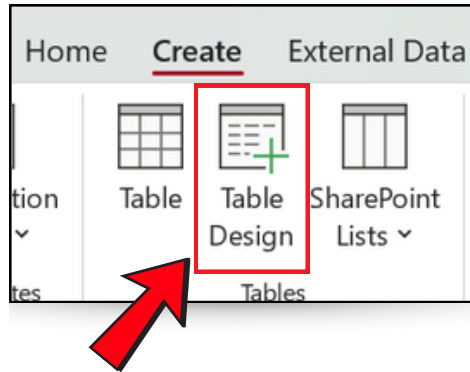 Home Create External Data
tion Table Table SharePoint
Design Lists
tes Tables